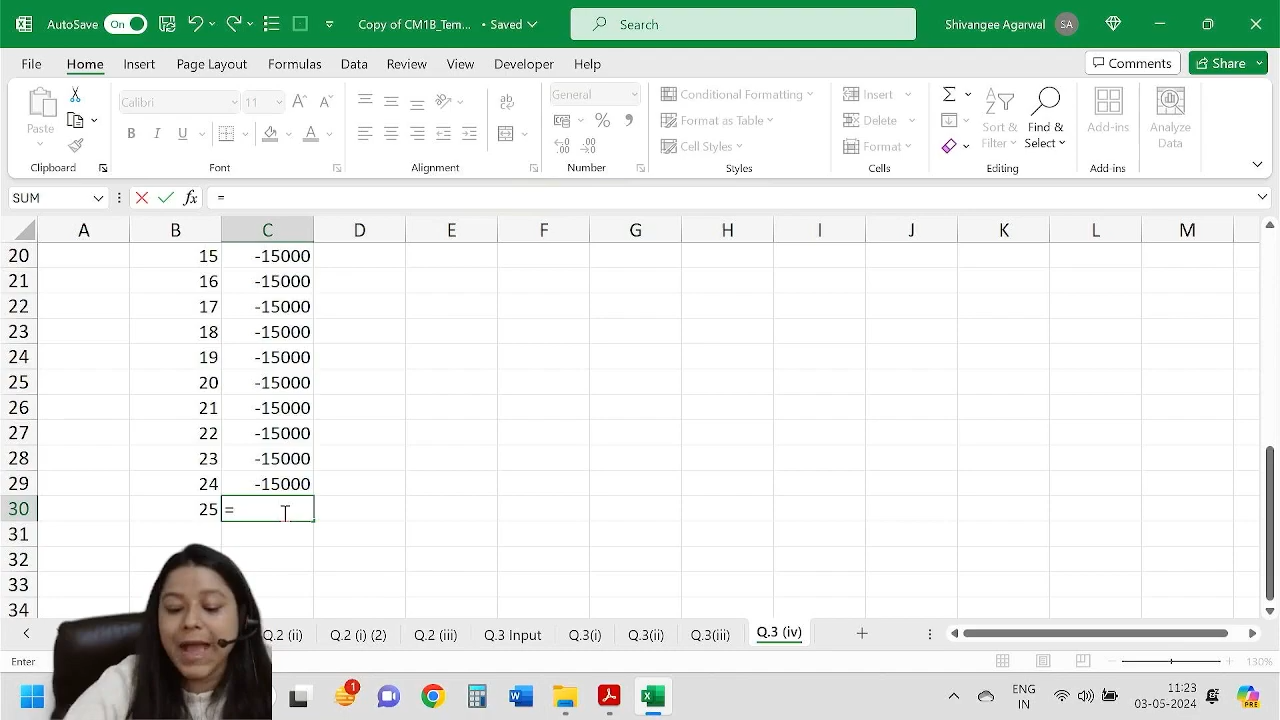 AutoSave On Copy of CM1B_Tem... • Saved Search Shrangee Agarwal SA
File Home Insert Page Layout Formulas Data Review View Developer Help Comments Share
Paste Calibri 11 General Conditional Formatting Insert Sort & Filter Find & Select Add-ins Analyze Data
B I U A % Format as Table Delete
Cell Styles Format
Clipboard Font Alignment Number Styles Cells Editing Add-ins
SUM fx =
A B C D E F G H I J K L M
20 15 -15000
21 16 -15000
22 17 -15000
23 18 -15000
24 19 -15000
25 20 -15000
26 21 -15000
27 22 -15000
28 23 -15000
29 24 -15000
30 25 =
31
32
33
34
Q.2 (ii) Q.2 (i) (2) Q.2 (iii) Q.3 Input Q.3(i) Q.3(ii) Q.3(iii) Q.3 (iv)
Enter 130%
1 ENG 11:23
IN 03-05-2024 PRE